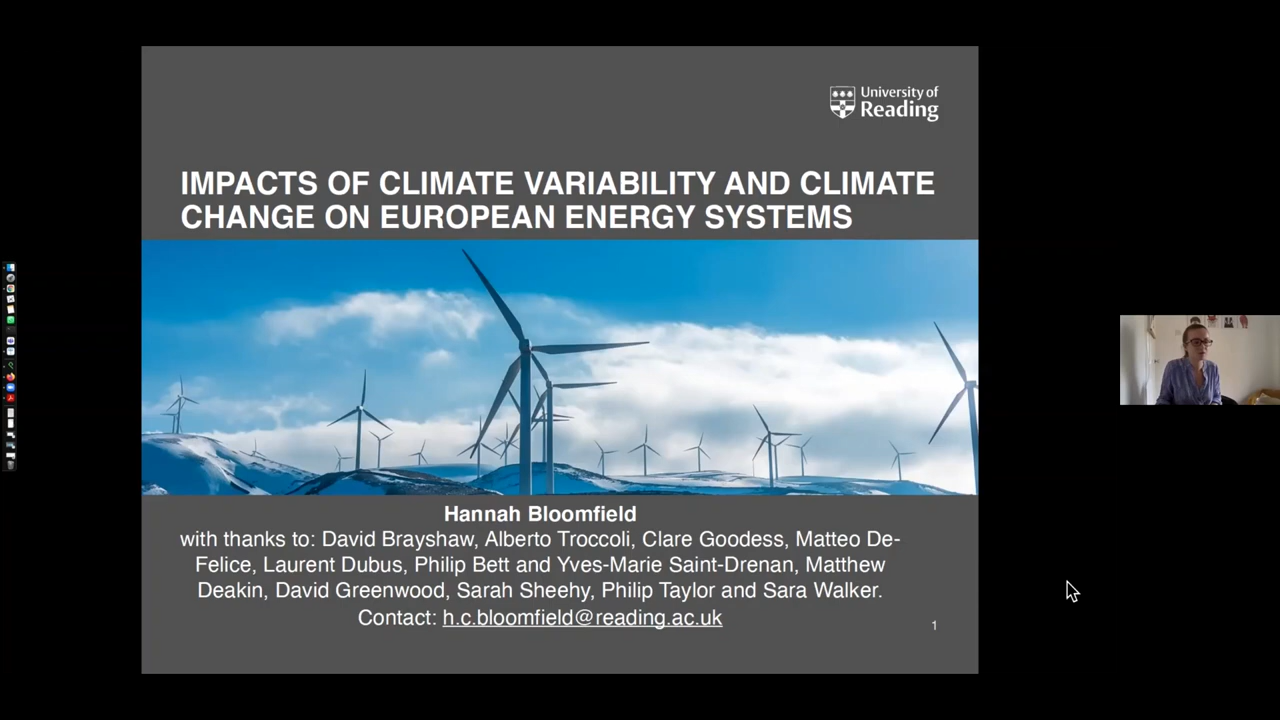 University of
Reading
IMPACTS OF CLIMATE VARIABILITY AND CLIMATE
CHANGE ON EUROPEAN ENERGY SYSTEMS
Hannah Bloomfield
with thanks to: David Brayshaw, Alberto Troccoli, Clare Goodess, Matteo De-
Felice, Laurent Dubus, Philip Bett and Yves-Marie Saint-Drenan, Matthew
Deakin, David Greenwood, Sarah Sheehy, Philip Taylor and Sara Walker.
Contact: h.c.bloomfield@reading.ac.uk
1